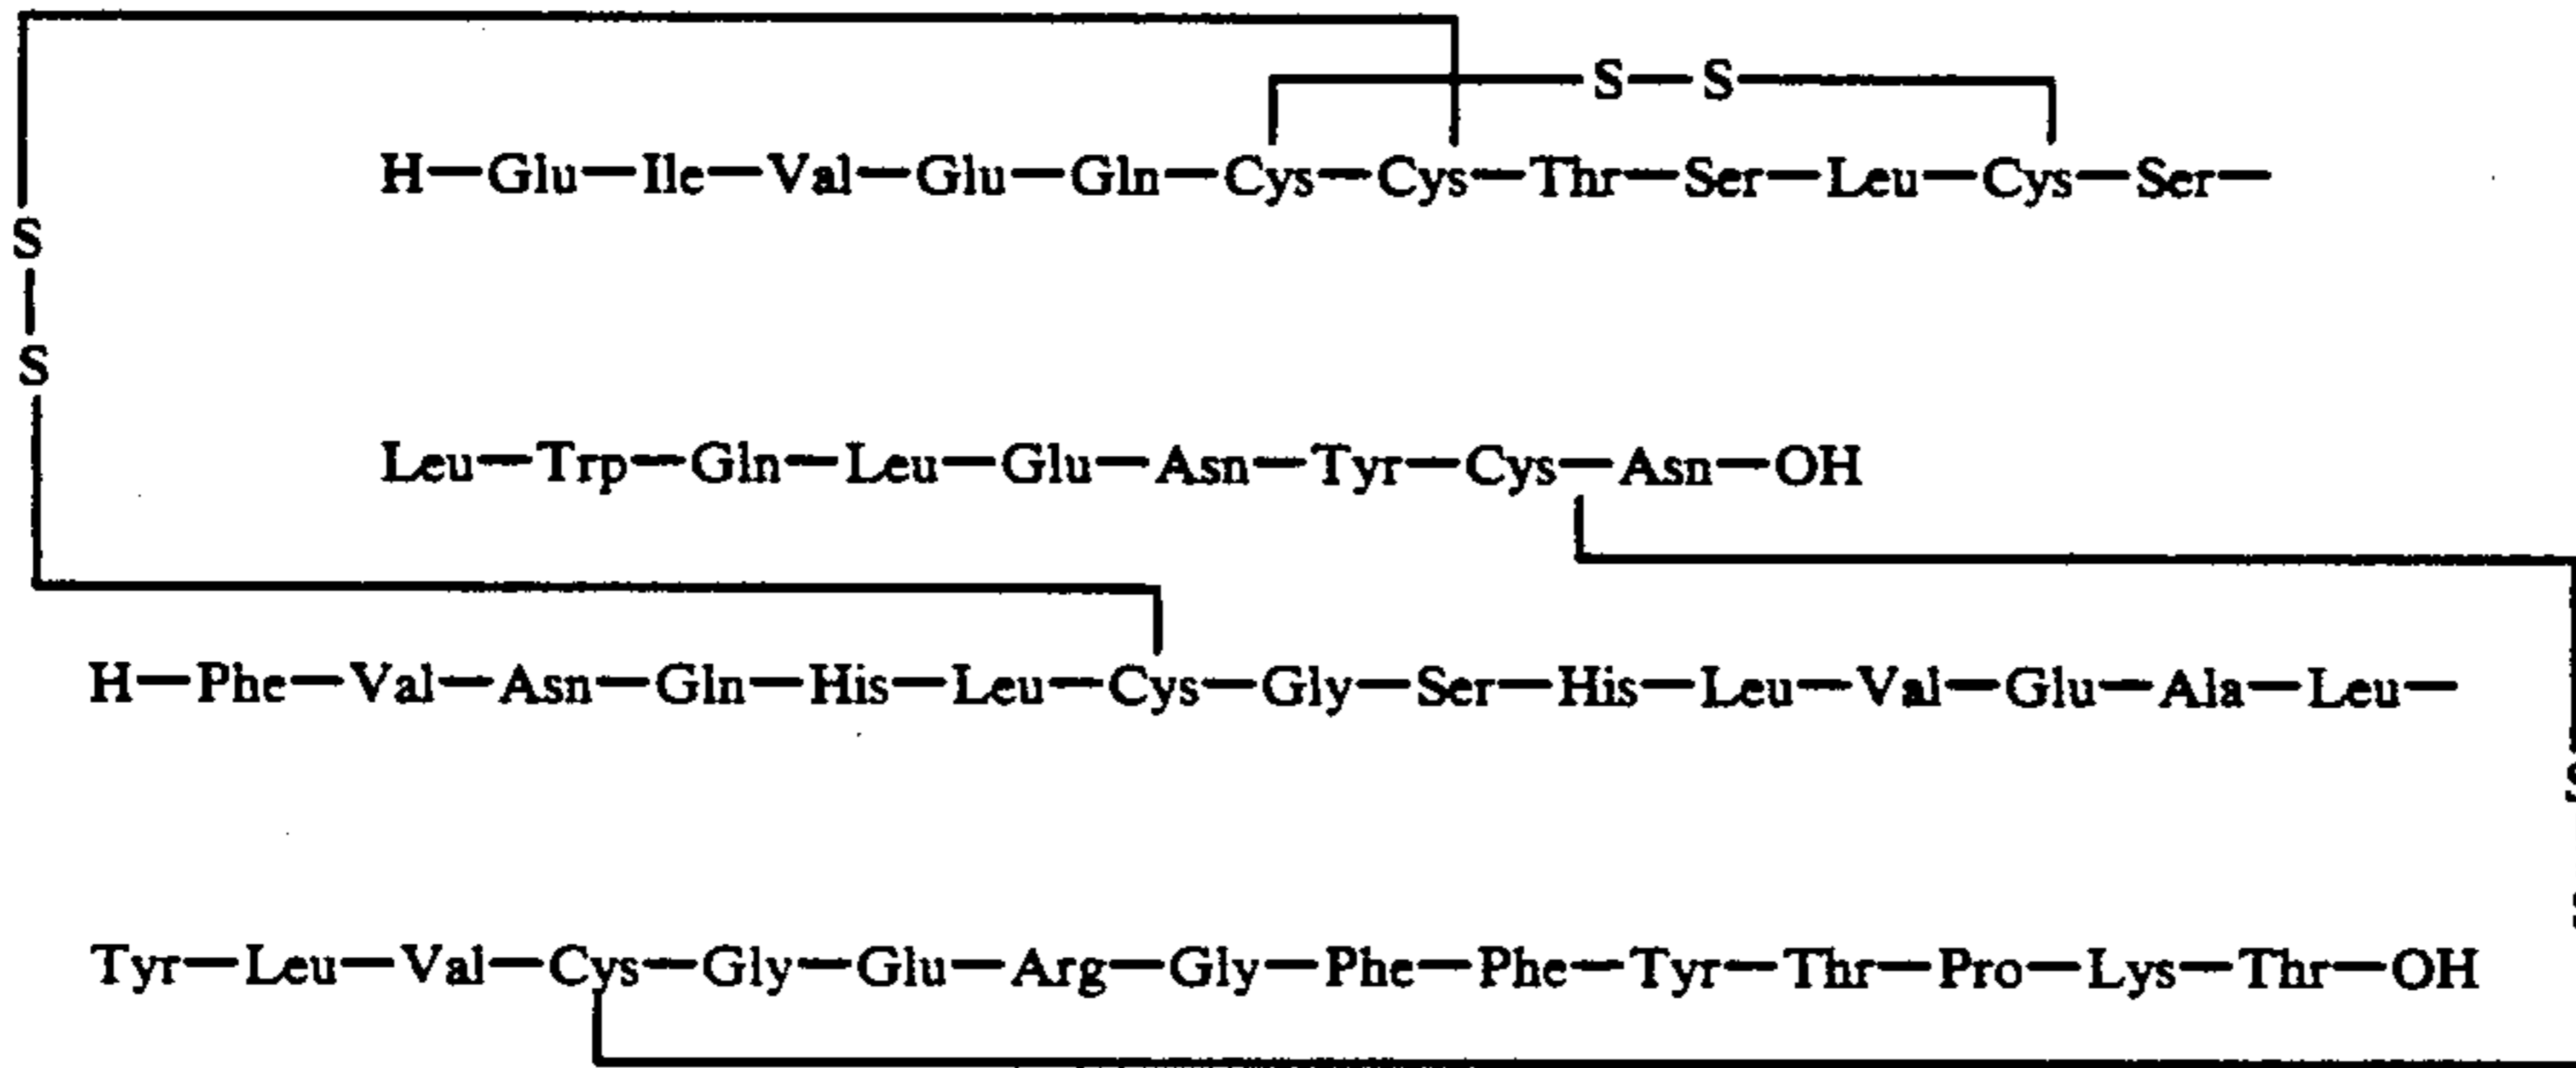 S—S
H—Glu—Ile—Val—Glu—Gln—Cys—Cys—Thr—Ser—Leu—Cys—Ser—
S
S
Leu—Trp—Gln—Leu—Glu—Asn—Tyr—Cys—Asn—OH
H—Phe—Val—Asn—Gln—His—Leu—Cys—Gly—Ser—His—Leu—Val—Glu—Ala—Leu—
Tyr—Leu—Val—Cys—Gly—Glu—Arg—Gly—Phe—Phe—Tyr—Thr—Pro—Lys—Thr—OH